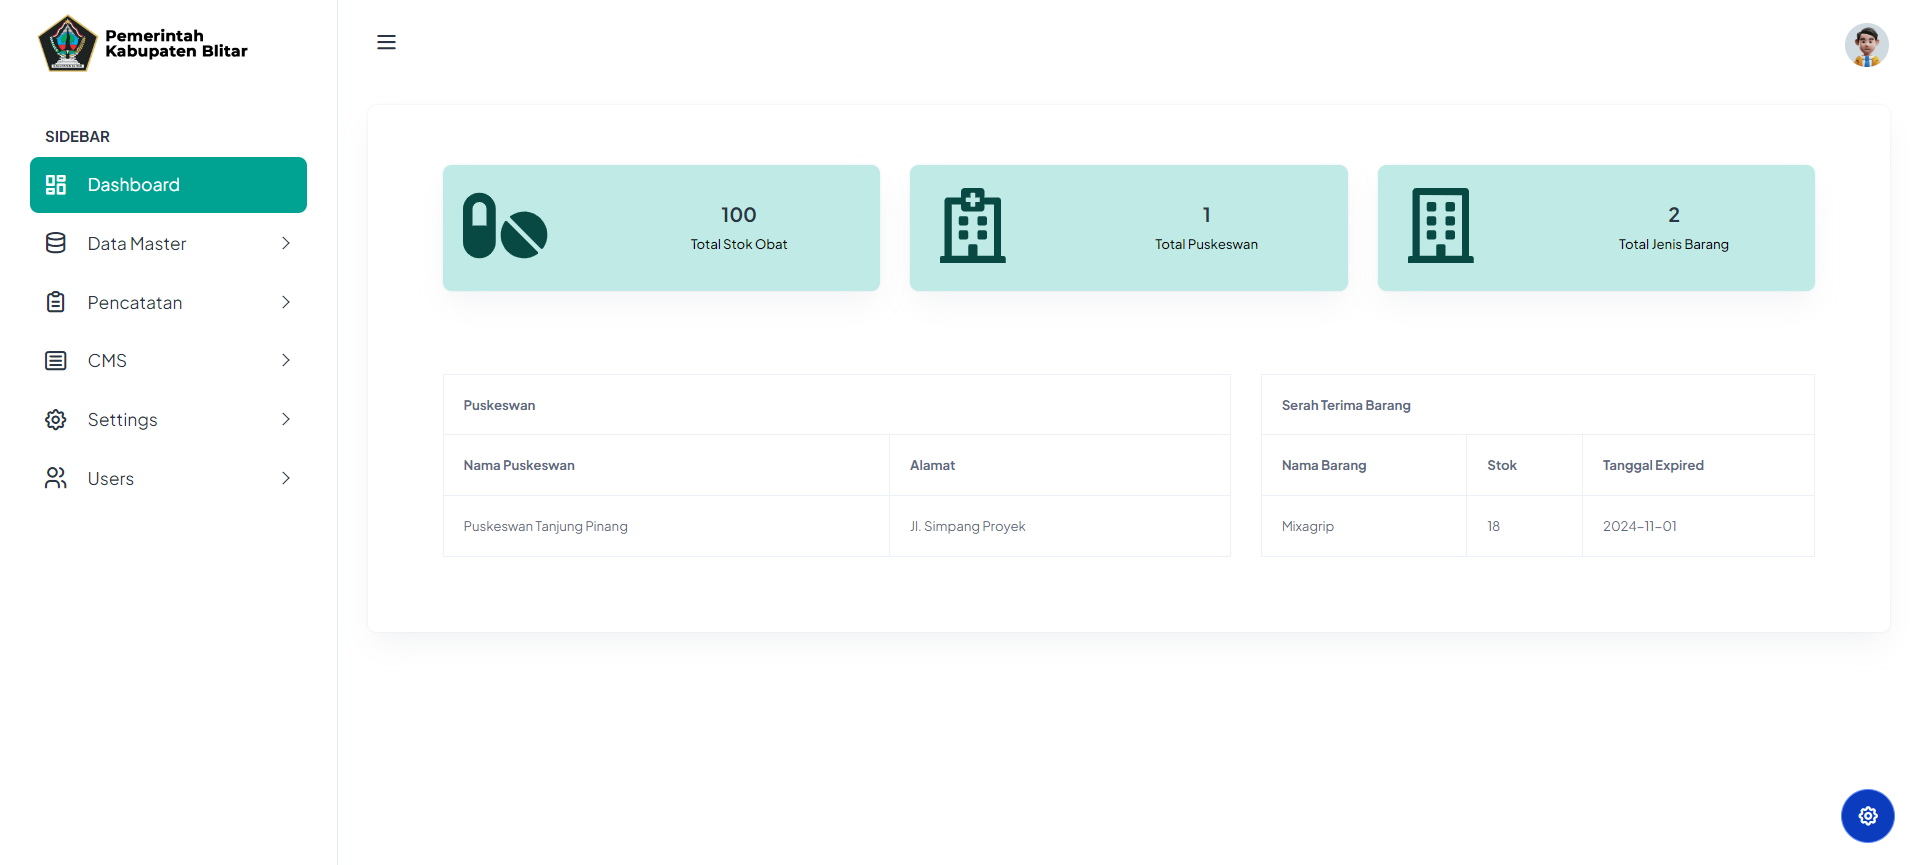 Pemerintah
Kabupaten Blitar
SIDEBAR
Dashboard
Data Master
Pencatatan
CMS
Settings
Users
100
Total Stok Obat
1
Total Puskeswan
2
Total Jenis Barang
Puskeswan
Nama Puskeswan Alamat
Puskeswan Tanjung Pinang Jl. Simpang Proyek
Serah Terima Barang
Nama Barang Stok Tanggal Expired
Mixagrip 18 2024-11-01